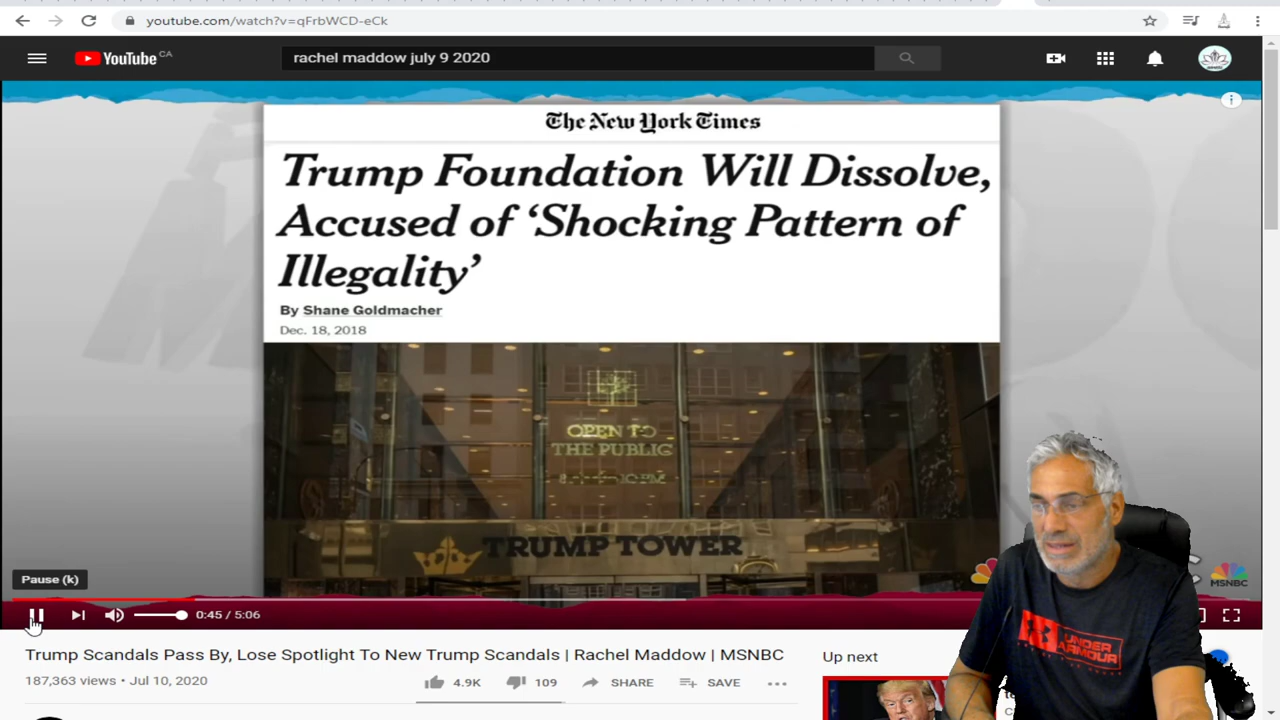 youtube.com/watch?v=qFrbWCD-eCk
YouTube CA
rachel maddow july 9 2020
The New York Times
Trump Foundation Will Dissolve,
Accused of ‘Shocking Pattern of
Illegality’
By Shane Goldmacher
Dec. 18, 2018
OPEN TO
THE PUBLIC
TRUMP TOWER
Pause (k)
MSNBC
0:45 / 5:06
UNDER
ARMOUR
Trump Scandals Pass By, Lose Spotlight To New Trump Scandals | Rachel Maddow | MSNBC
Up next
187,363 views • Jul 10, 2020
4.9K
109
SHARE
SAVE